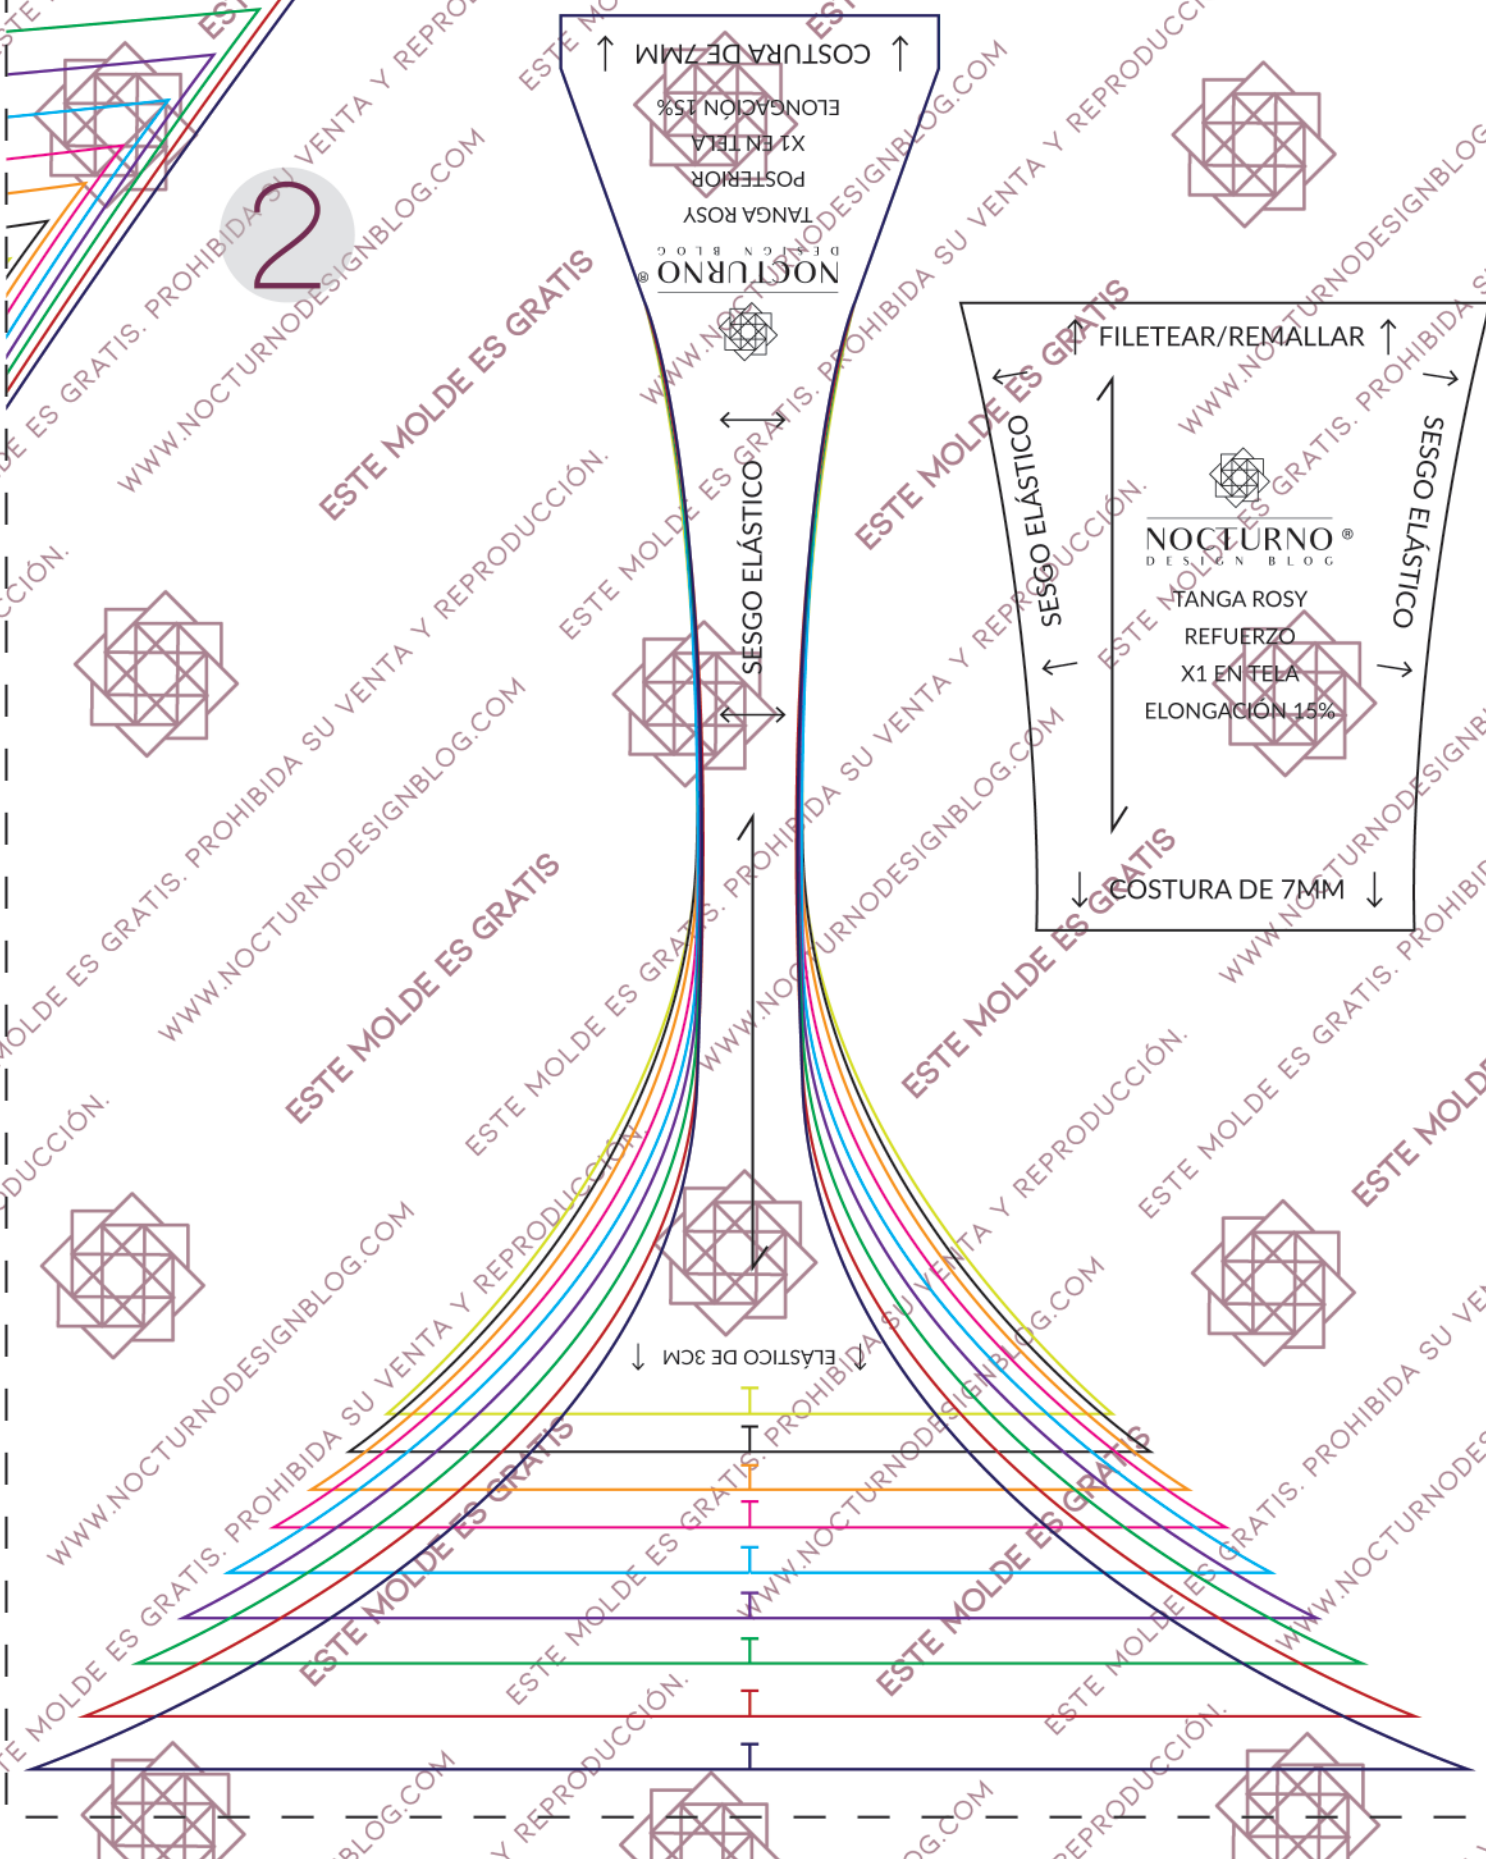 2
COSTURA DE 7MM
ELONGACIÓN 15%
X1 EN TELA
POSTERIOR
TANGA ROSY
DESIGN BLOG
NOCTURNO ®
SESGO ELÁSTICO
ELÁSTICO DE 3CM
FILETEAR/REMALLAR
SESGO ELÁSTICO
SESGO ELÁSTICO
NOCTURNO ®
DESIGN BLOG
TANGA ROSY
REFUERZO
X1 EN TELA
ELONGACIÓN 15%
COSTURA DE 7MM
ESTE MOLDE ES GRATIS. PROHIBIDA SU VENTA Y REPRODUCCIÓN.
WWW.NOCTURNODESIGNBLOG.COM
ESTE MOLDE ES GRATIS